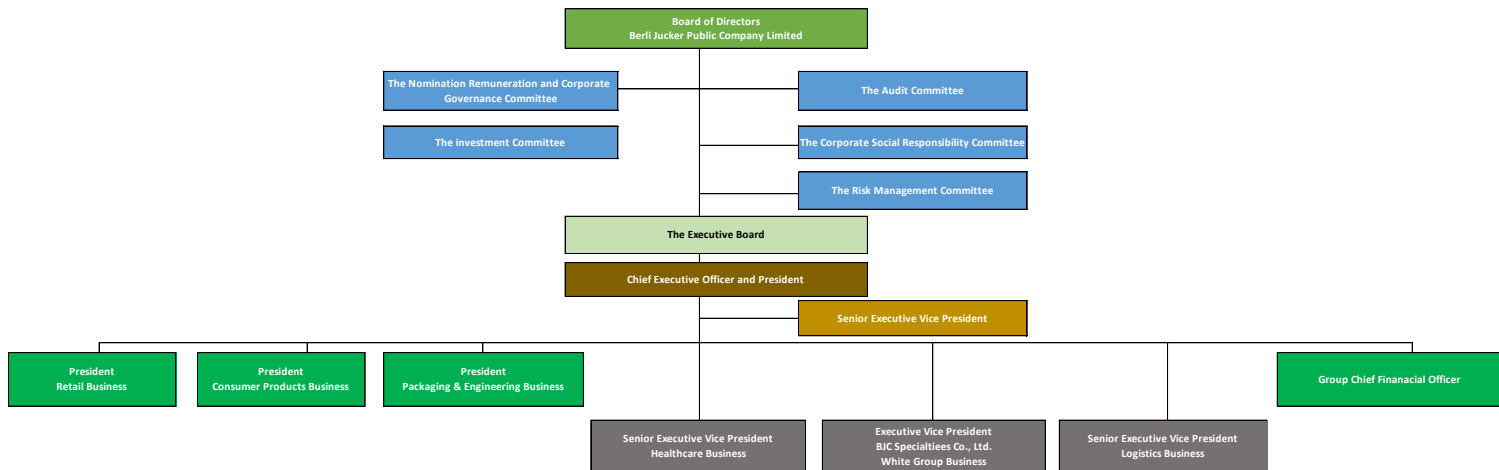 Board of Directors
Berli Jucker Public Company Limited
The Nomination Remuneration and Corporate
Governance Committee
The Audit Committee
The investment Committee
The Corporate Social Responsibility Committee
The Risk Management Committee
The Executive Board
Chief Executive Officer and President
Senior Executive Vice President
President
Retail Business
President
Consumer Products Business
President
Packaging & Engineering Business
Group Chief Finanacial Officer
Senior Executive Vice President
Healthcare Business
Executive Vice President
BJC Specialtiees Co., Ltd.
White Group Business
Senior Executive Vice President
Logistics Business